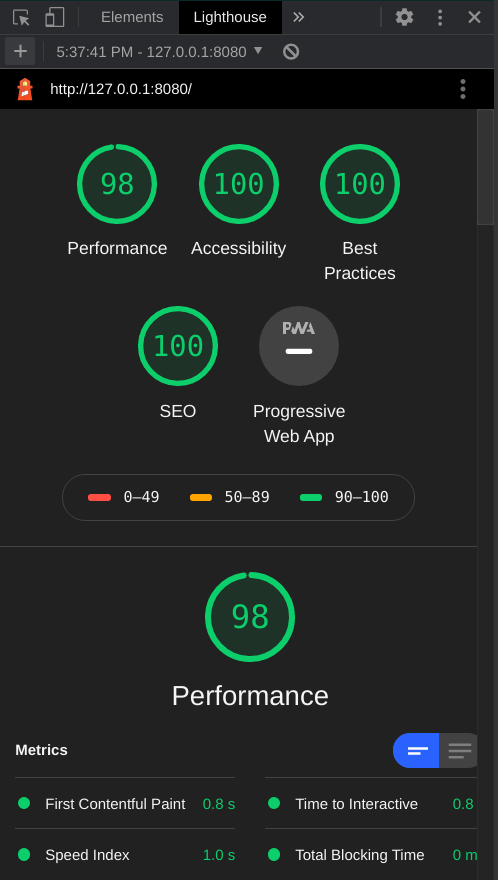 Elements Lighthouse
5:37:41 PM - 127.0.0.1:8080
http://127.0.0.1:8080/
98 100 100
Performance Accessibility Best
Practices
PWA
100
SEO Progressive
Web App
0–49 50–89 90–100
98
Performance
Metrics
First Contentful Paint 0.8 s Time to Interactive 0.8
Speed Index 1.0 s Total Blocking Time 0 m